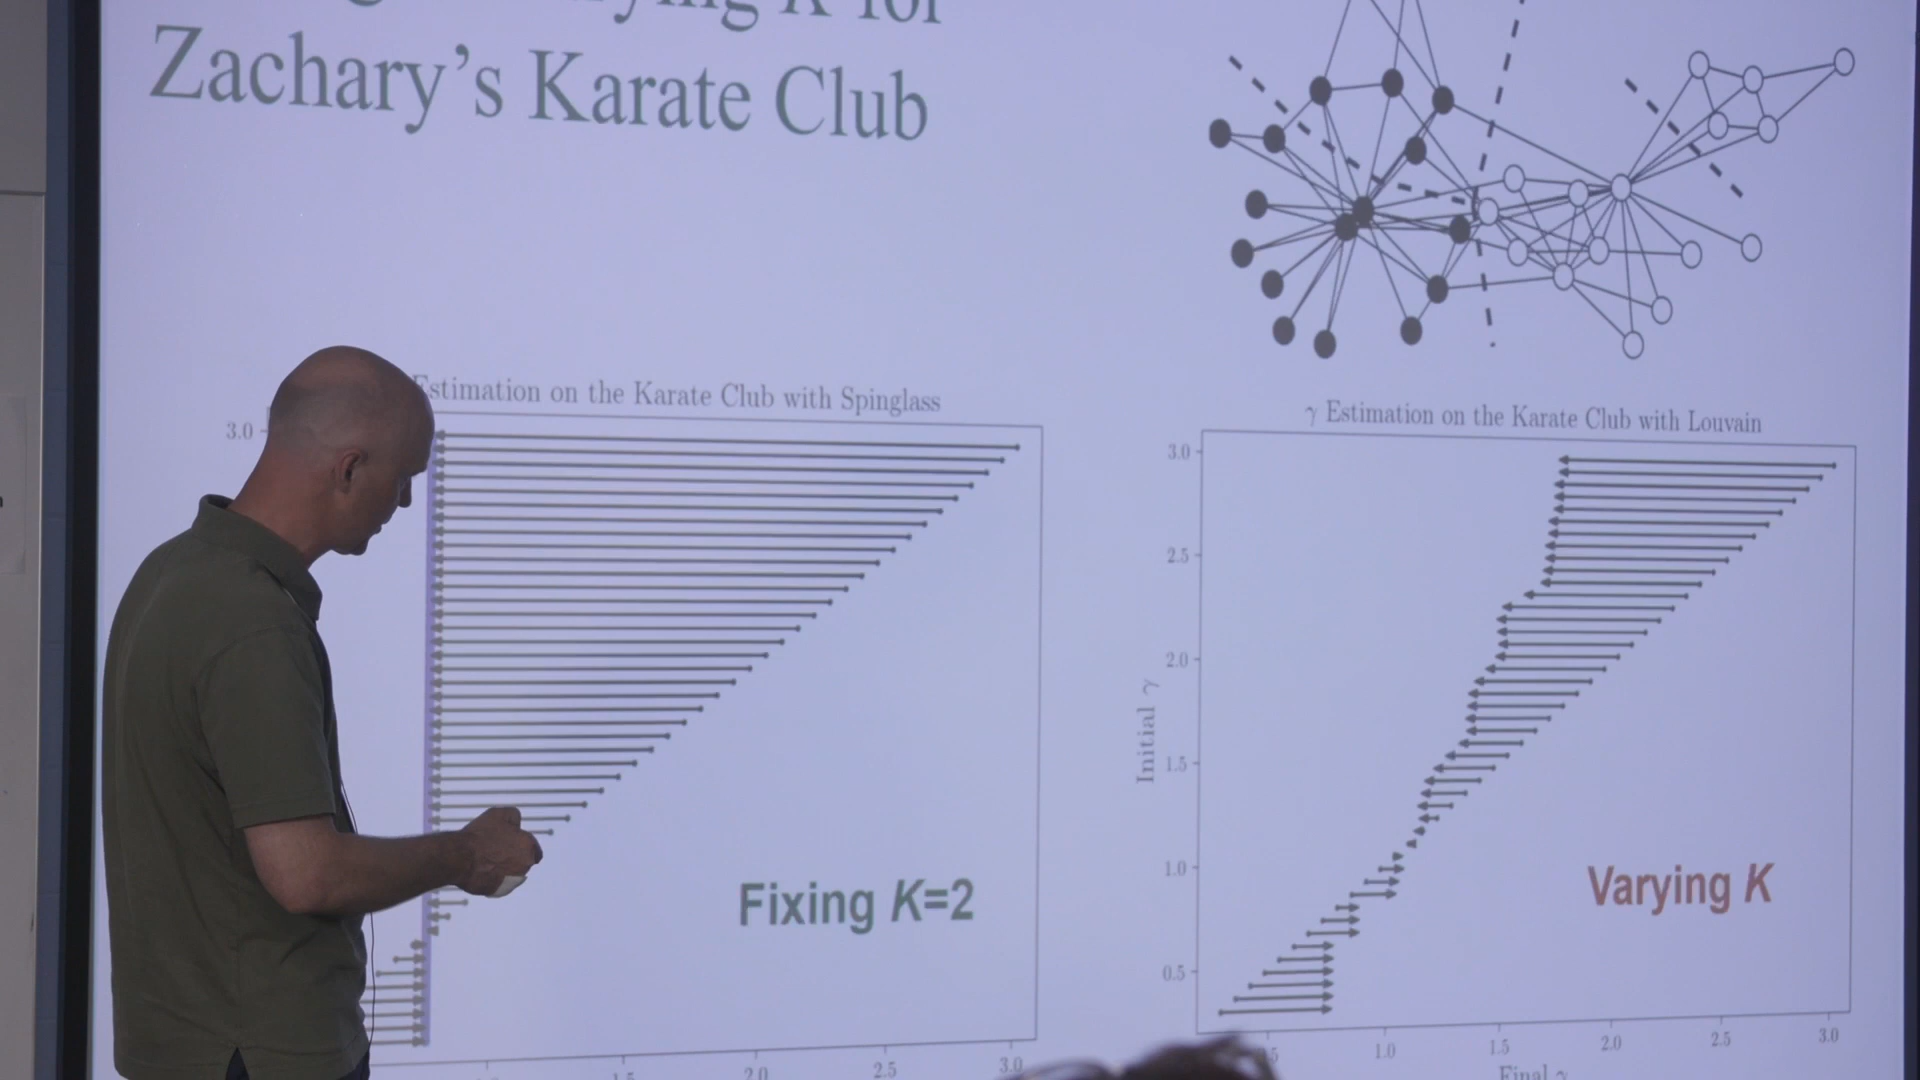 K for
Zachary's Karate Club
Estimation on the Karate Club with Spinglass
3.0
Fixing K=2
2.0
2.5
3.0
γ Estimation on the Karate Club with Louvain
3.0
2.5
2.0
1.5
1.0
0.5
Initial γ
Varying K
1.0
1.5
2.0
2.5
3.0
Final γ